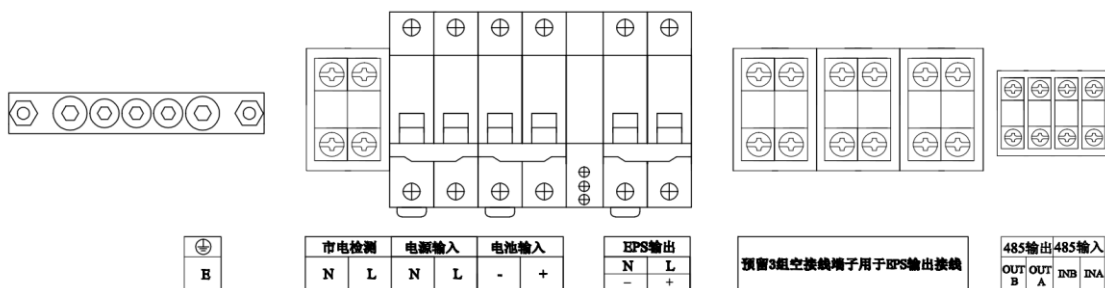 ⏚
E
市电检测 电源输入 电池输入
N L N L - +
EPS输出
N L
- +
预留3组空接线端子用于EPS输出接线
485输出 485输入
OUT B OUT A INB INA